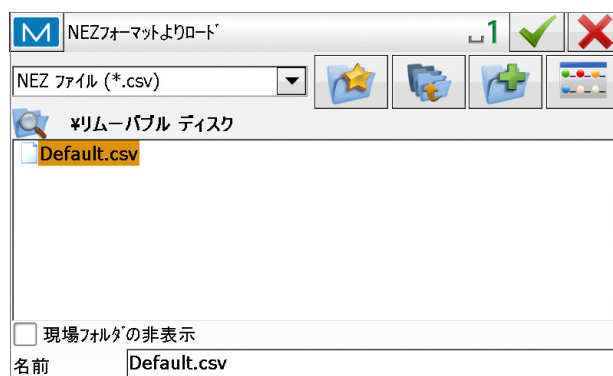 NEZﾌｫｰﾏｯﾄよりﾛｰﾄﾞ
1
NEZ ﾌｧｲﾙ (*.csv)
¥リムーバブル ディスク
Default.csv
現場ﾌｫﾙﾀﾞの非表示
名前 Default.csv